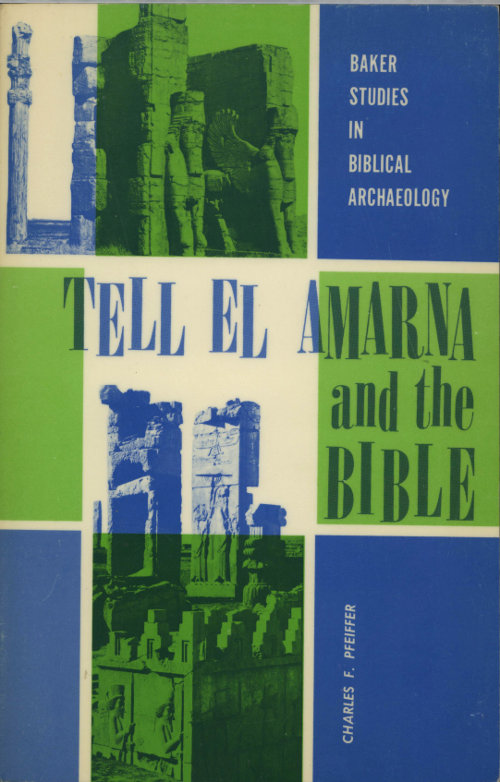 BAKER
STUDIES
IN
BIBLICAL
ARCHAEOLOGY
TELL EL AMARNA
and the
BIBLE
CHARLES F. PFEIFFER